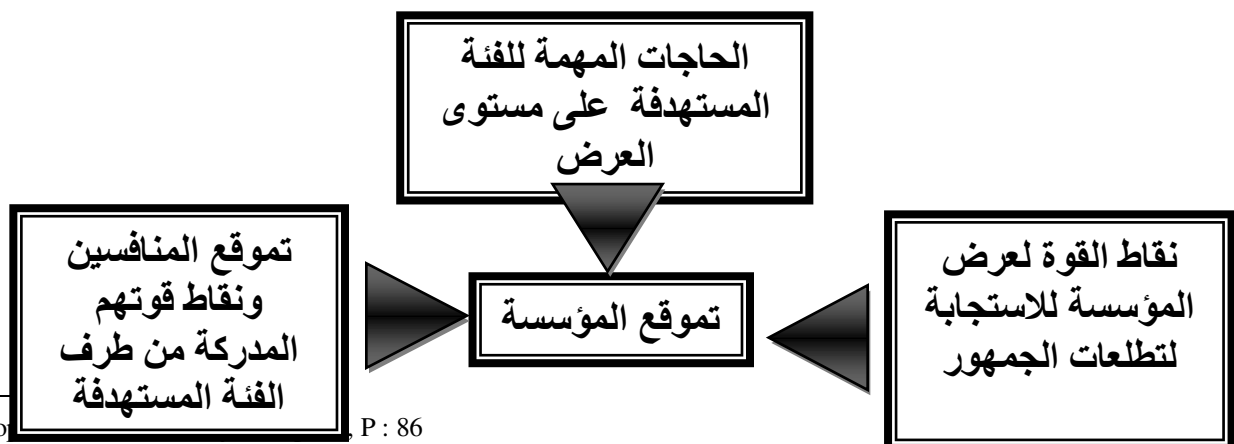 الحاجات المهمة للفئة
المستهدفة على مستوى
العرض
نقاط القوة لعرض
المؤسسة للاستجابة
لتطلعات الجمهور
تموقع المؤسسة
تموقع المنافسين
ونقاط قوتهم
المدركة من طرف
الفئة المستهدفة
, P : 86